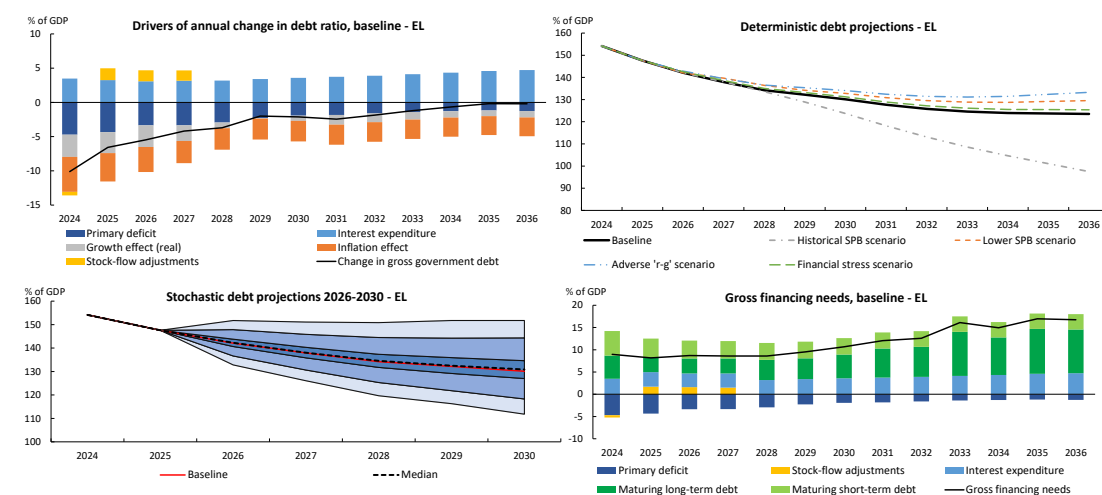 % of GDP
Drivers of annual change in debt ratio, baseline - EL
10
5
0
-5
-10
-15
2024 2025 2026 2027 2028 2029 2030 2031 2032 2033 2034 2035 2036
Primary deficit Interest expenditure
Growth effect (real) Inflation effect
Stock-flow adjustments Change in gross government debt
% of GDP
Deterministic debt projections - EL
160
150
140
130
120
110
100
90
80
2024 2025 2026 2027 2028 2029 2030 2031 2032 2033 2034 2035 2036
Baseline Historical SPB scenario Lower SPB scenario
Adverse 'r-g' scenario Financial stress scenario
% of GDP
Stochastic debt projections 2026-2030 - EL
160
150
140
130
120
110
100
2024 2025 2026 2027 2028 2029 2030
Baseline Median
% of GDP
Gross financing needs, baseline - EL
20
15
10
5
0
-5
-10
2024 2025 2026 2027 2028 2029 2030 2031 2032 2033 2034 2035 2036
Primary deficit Stock-flow adjustments Interest expenditure
Maturing long-term debt Maturing short-term debt Gross financing needs